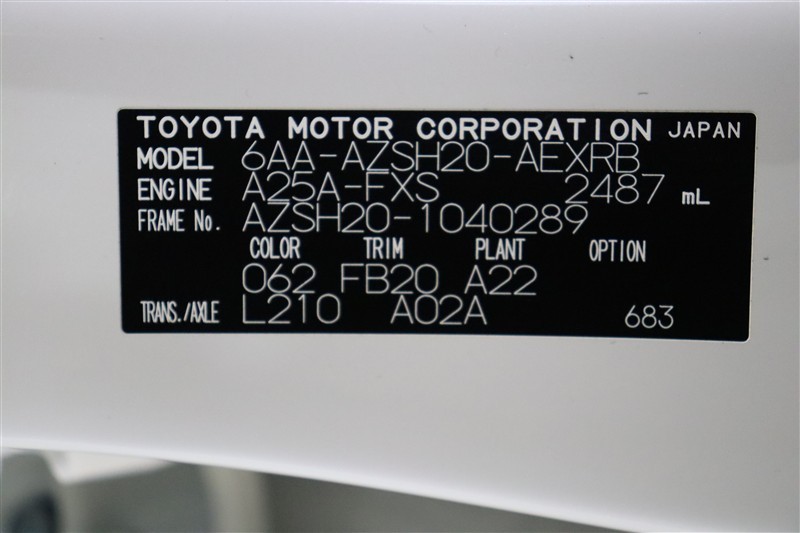 TOYOTA MOTOR CORPORATION JAPAN
MODEL 6AA-AZSH20-AEXRB
ENGINE A25A-FXS 2487 mL
FRAME No. AZSH20-1040289
COLOR TRIM PLANT OPTION
062 FB20 A22
TRANS./AXLE L210 A02A 683